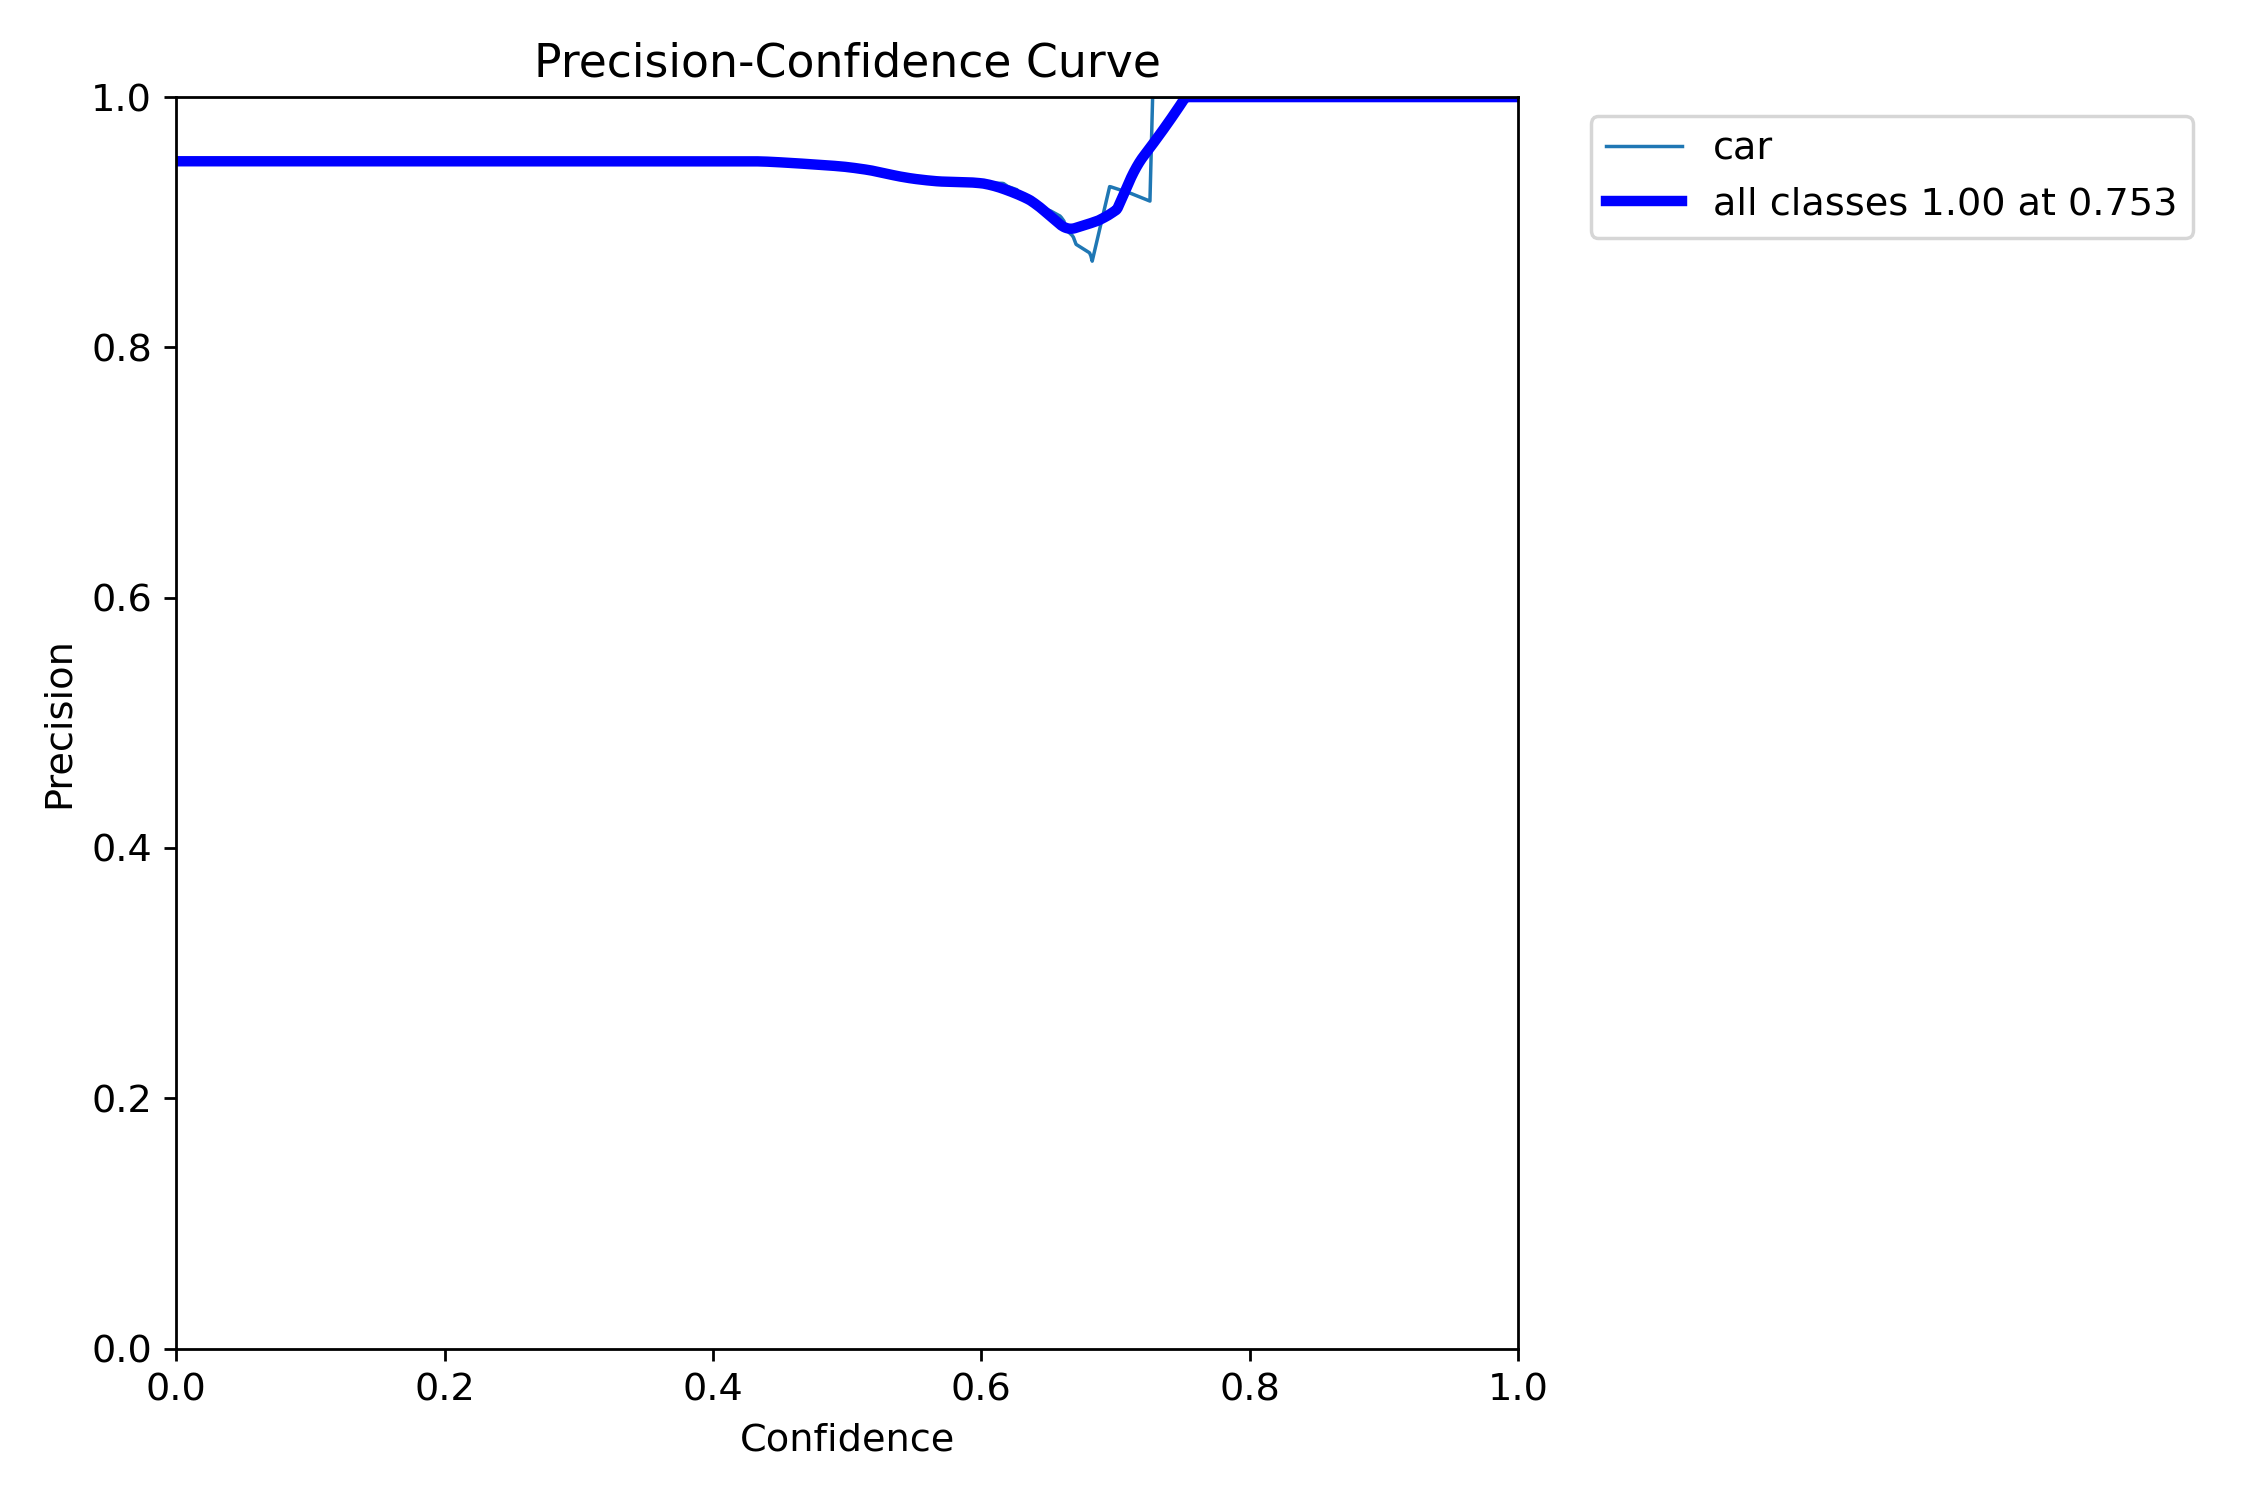 Precision-Confidence Curve
car
all classes 1.00 at 0.753
Precision
1.0
0.8
0.6
0.4
0.2
0.0
0.0 0.2 0.4 0.6 0.8 1.0
Confidence